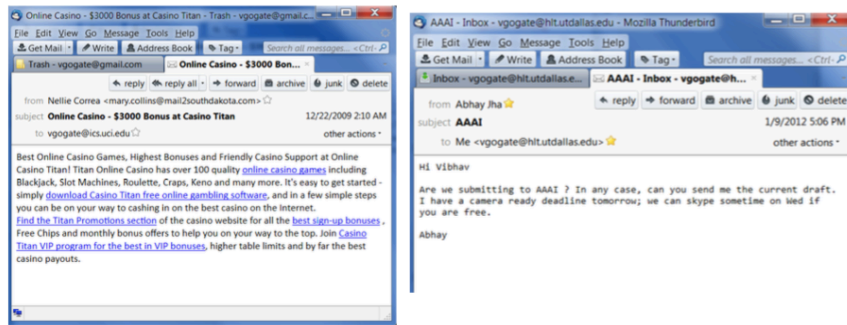 Online Casino - $3000 Bonus at Casino Titan - Trash - vgogate@gmail.c...
File Edit View Go Message Tools Help
Get Mail Write Address Book Tag Search all messages... <Ctrl-
Trash - vgogate@gmail.com Online Casino - $3000 Bon...
reply reply all forward archive junk delete
from Nellie Correa <mary.collins@mail2southdakota.com>
subject Online Casino - $3000 Bonus at Casino Titan 12/22/2009 2:10 AM
to vgogate@ics.uci.edu other actions
Best Online Casino Games, Highest Bonuses and Friendly Casino Support at Online
Casino Titan! Titan Online Casino has over 100 quality online casino games including
Blackjack, Slot Machines, Roulette, Craps, Keno and many more. It's easy to get started -
simply download Casino Titan free online gambling software, and in a few simple steps
you can be on your way to cashing in on the best casino on the Internet.
Find the Titan Promotions section of the casino website for all the best sign-up bonuses ,
Free Chips and monthly bonus offers to help you on your way to the top. Join Casino
Titan VIP program for the best in VIP bonuses, higher table limits and by far the best
casino payouts.
AAAI - Inbox - vgogate@hlt.utdallas.edu - Mozilla Thunderbird
File Edit View Go Message Tools Help
Get Mail Write Address Book Tag Search all messages... <Ctrl-
Inbox - vgogate@hlt.utdallas.e... AAAI - Inbox - vgogate@h...
from Abhay Jha reply forward archive junk delete
subject AAAI 1/9/2012 5:06 PM
to Me <vgogate@hlt.utdallas.edu> other actions
Hi Vibhav
Are we submitting to AAAI ? In any case, can you send me the current draft.
I have a camera ready deadline tomorrow; we can skype sometime on Wed if
you are free.
Abhay